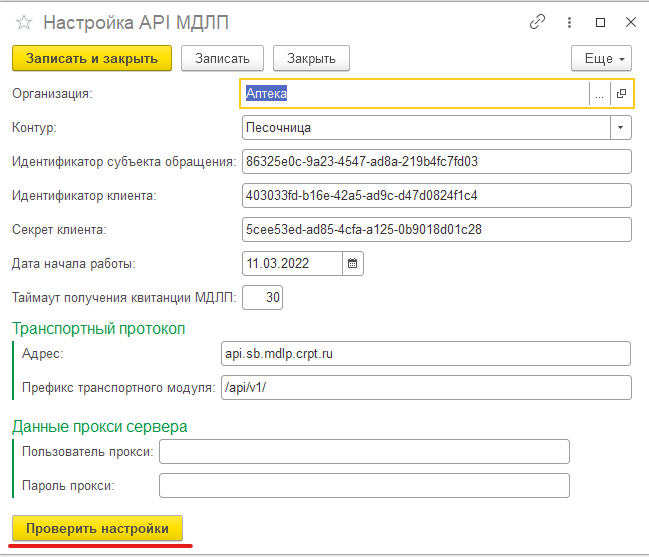 Настройка API МДЛП
Записать и закрыть Записать Закрыть Еще
Организация: Аптека ...
Контур: Песочница
Идентификатор субъекта обращения: 86325e0c-9a23-4547-ad8a-219b4fc7fd03
Идентификатор клиента: 403033fd-b16e-42a5-ad9c-d47d0824f1c4
Секрет клиента: 5cee53ed-ad85-4cfa-a125-0b9018d01c28
Дата начала работы: 11.03.2022
Таймаут получения квитанции МДЛП: 30
Транспортный протокол
Адрес: api.sb.mdlp.crpt.ru
Префикс транспортного модуля: /api/v1/
Данные прокси сервера
Пользователь прокси:
Пароль прокси:
Проверить настройки